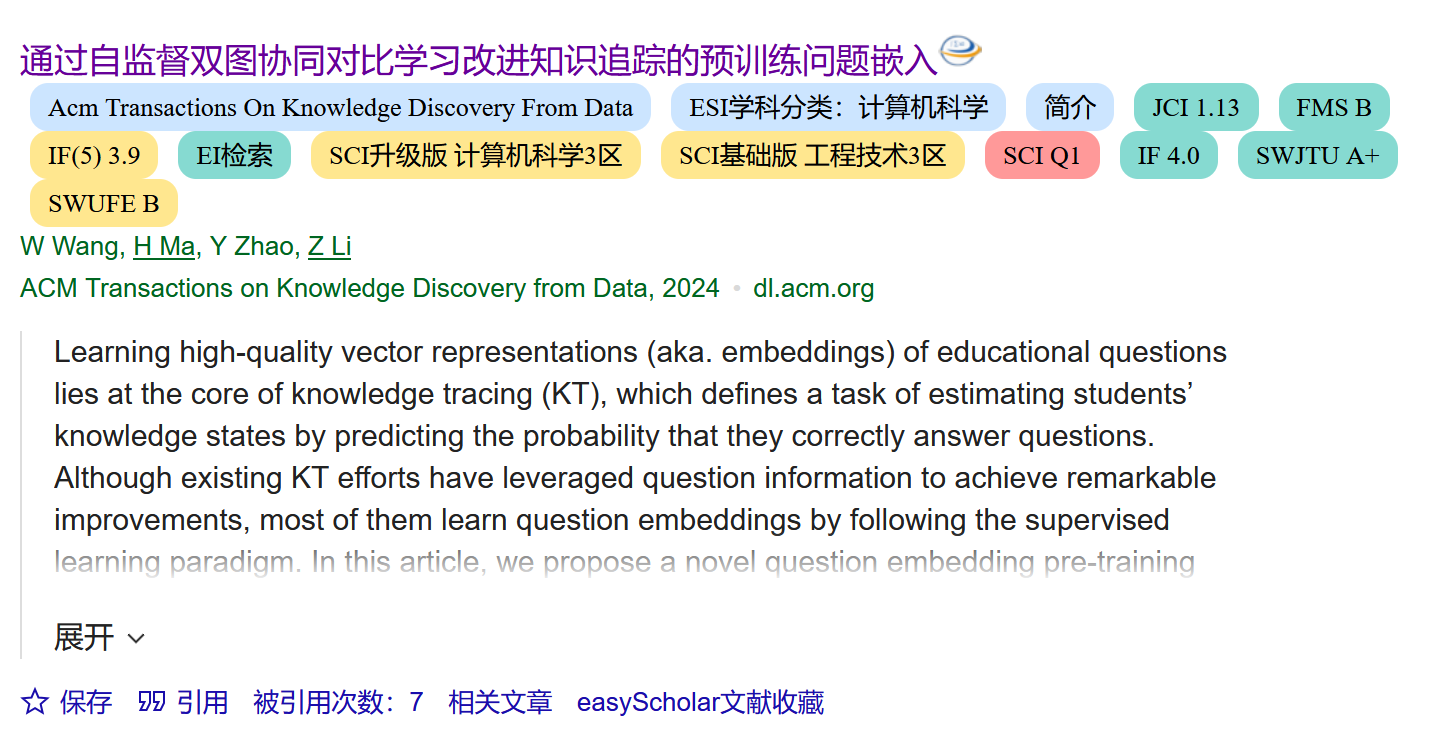 通过自监督双图协同对比学习改进知识追踪的预训练问题嵌入
Acm Transactions On Knowledge Discovery From Data ESI学科分类：计算机科学 简介 JCI 1.13 FMS B
IF(5) 3.9 EI检索 SCI升级版 计算机科学3区 SCI基础版 工程技术3区 SCI Q1 IF 4.0 SWJTU A+
SWUFE B
W Wang, H Ma, Y Zhao, Z Li
ACM Transactions on Knowledge Discovery from Data, 2024 • dl.acm.org
Learning high-quality vector representations (aka. embeddings) of educational questions
lies at the core of knowledge tracing (KT), which defines a task of estimating students’
knowledge states by predicting the probability that they correctly answer questions.
Although existing KT efforts have leveraged question information to achieve remarkable
improvements, most of them learn question embeddings by following the supervised
learning paradigm. In this article, we propose a novel question embedding pre-training
展开
保存 引用 被引用次数：7 相关文章 easyScholar文献收藏